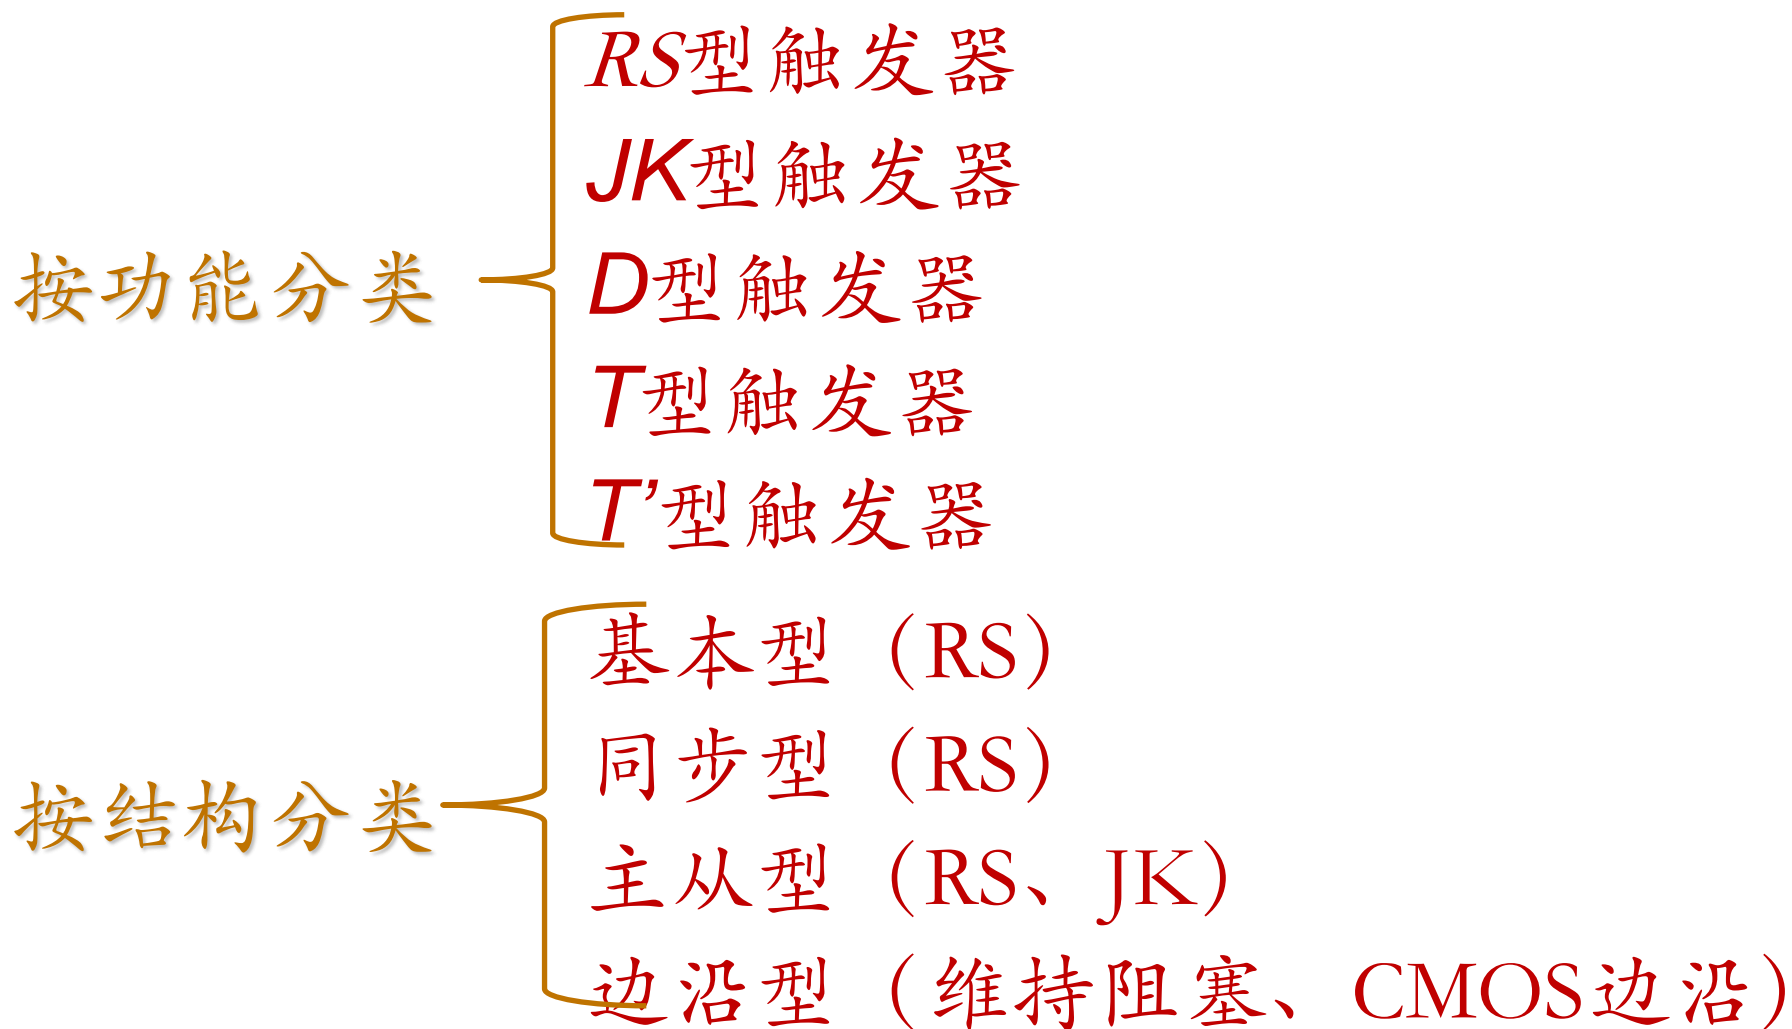 按功能分类
RS型触发器
JK型触发器
D型触发器
T型触发器
T’型触发器
按结构分类
基本型（RS）
同步型（RS）
主从型（RS、JK）
边沿型（维持阻塞、CMOS边沿）